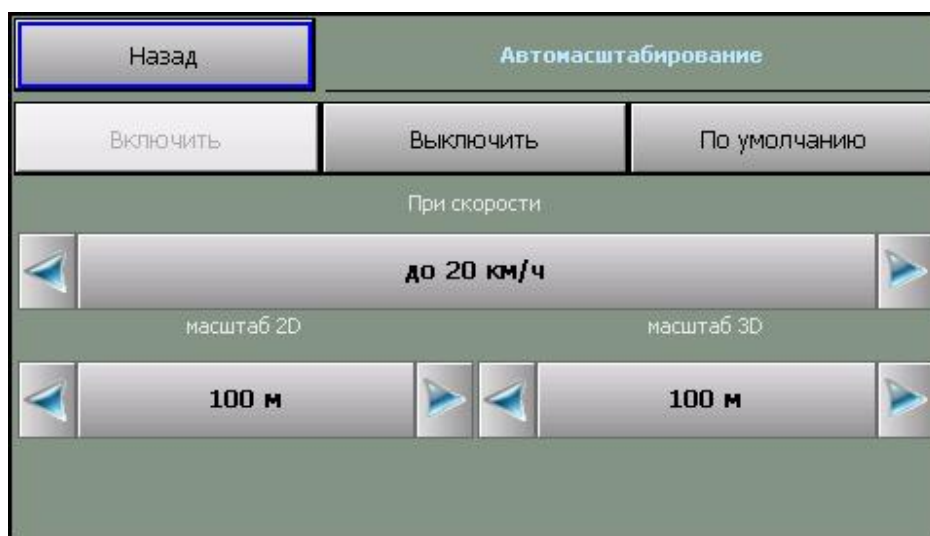 Назад Автомасштабирование
Включить Выключить По умолчанию
При скорости
до 20 км/ч
масштаб 2D масштаб 3D
100 м 100 м